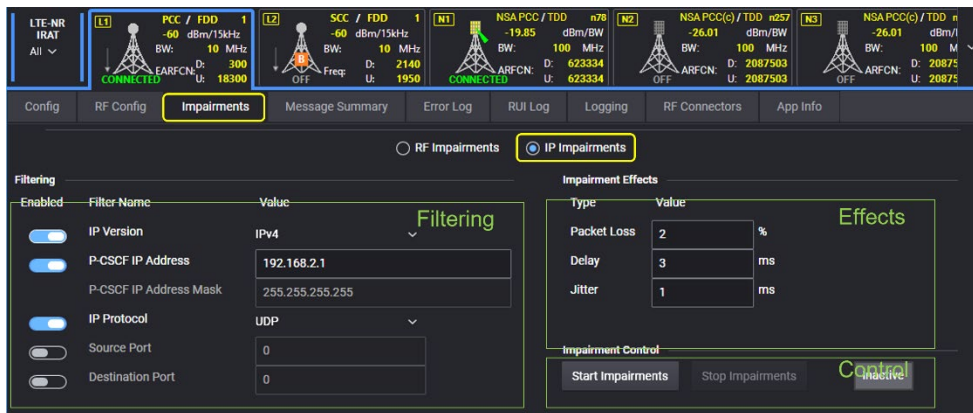 LTE-NR
IRAT
All
L1 PCC / FDD 1
-60 dBm/15kHz
BW: 10 MHz
EARFCN: D: 300
U: 18300
CONNECTED
L2 SCC / FDD 1
-60 dBm/15kHz
BW: 10 MHz
B
Freq: D: 2140
U: 1950
OFF
N1 NSA PCC / TDD n78
-19.85 dBm/BW
BW: 100 MHz
ARFCN: D: 623334
U: 623334
CONNECTED
N2 NSA PCC(c) / TDD n257
-26.01 dBm/BW
BW: 100 MHz
ARFCN: D: 2087503
U: 2087503
OFF
N3 NSA PCC(c) / TDD n
-26.01 dBm/
BW: 100 M
ARFCN: D: 20875
U: 20875
OFF
Config RF Config Impairments Message Summary Error Log RUI Log Logging RF Connectors App Info
RF Impairments IP Impairments
Filtering
Enabled Filter Name Value
Filtering
IP Version IPv4
P-CSCF IP Address 192.168.2.1
P-CSCF IP Address Mask 255.255.255.255
IP Protocol UDP
Source Port 0
Destination Port 0
Impairment Effects
Type Value
Effects
Packet Loss 2 %
Delay 3 ms
Jitter 1 ms
Impairment Control
Start Impairments Stop Impairments Inactive
Control